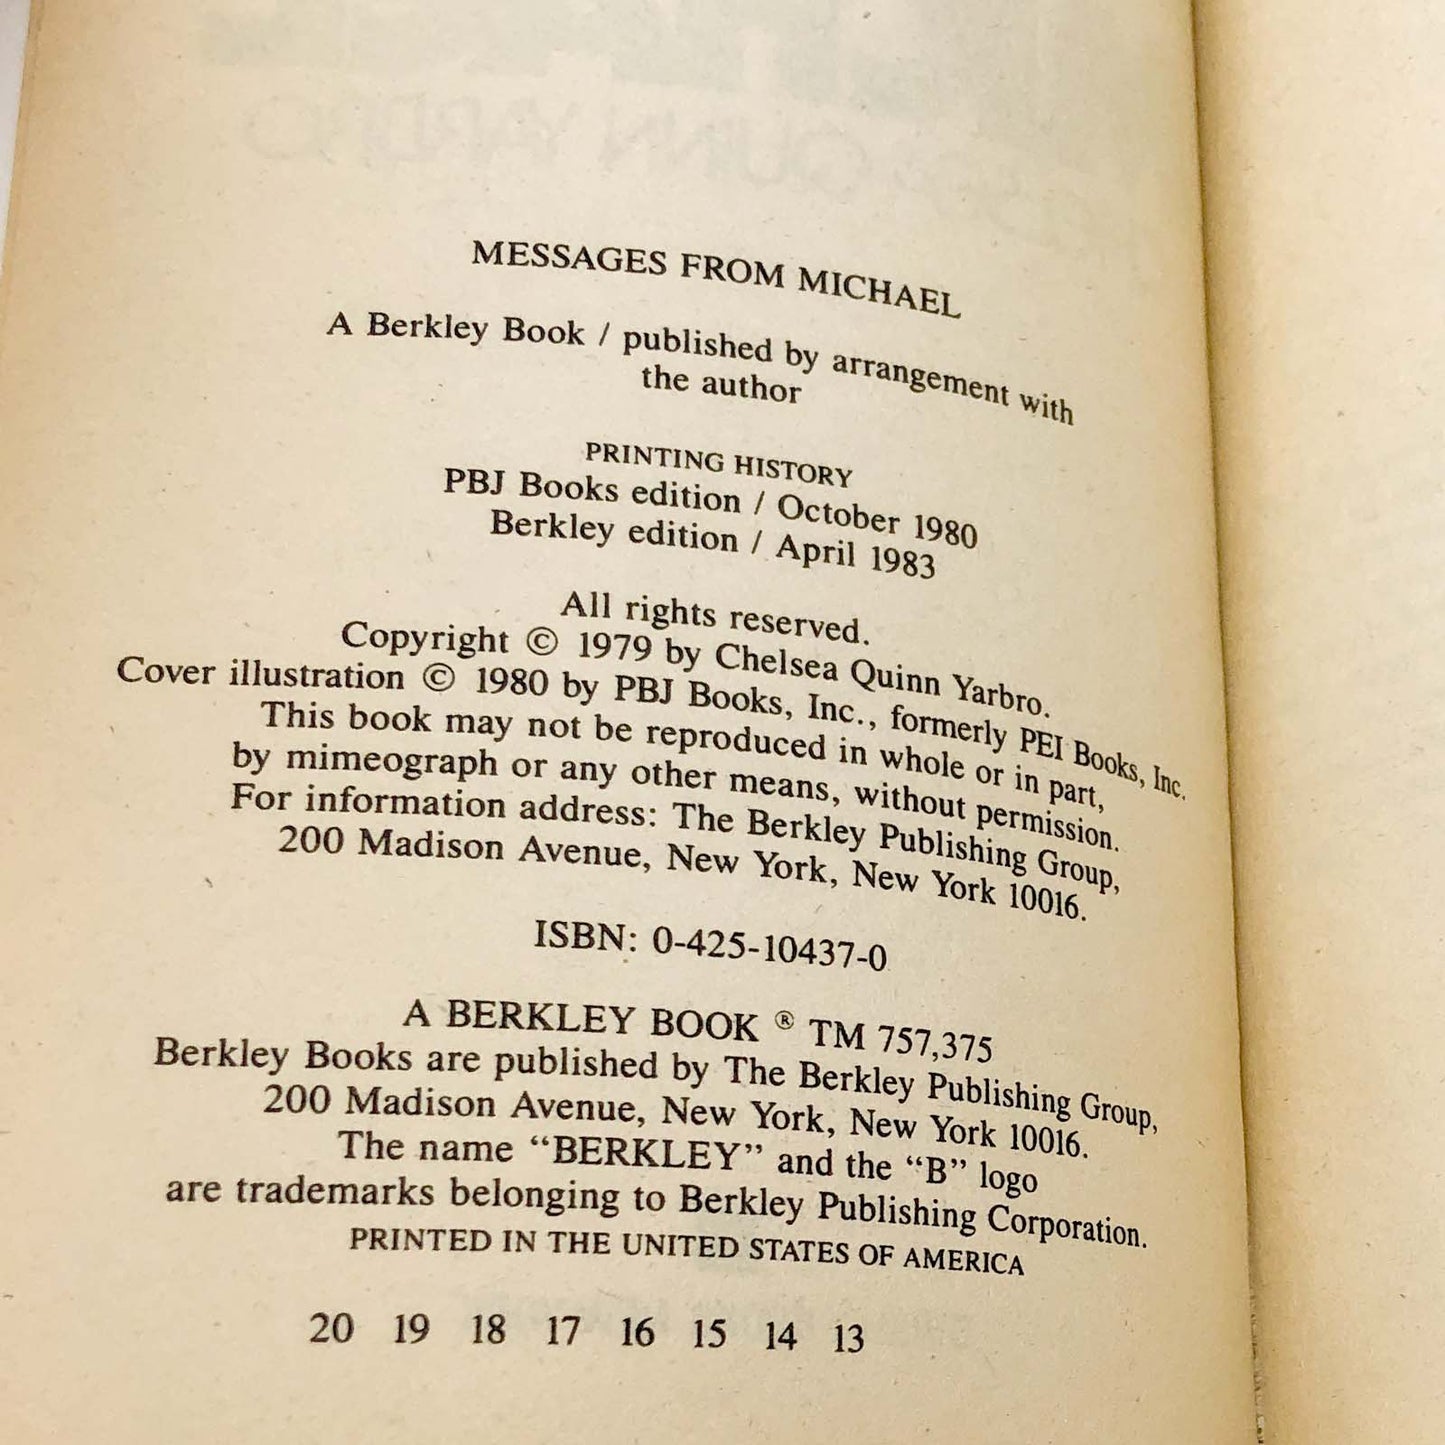 MESSAGES FROM MICHAEL
A Berkley Book / published by arrangement with
the author
PRINTING HISTORY
PBJ Books edition / October 1980
Berkley edition / April 1983
All rights reserved.
Copyright © 1979 by Chelsea Quinn Yarbro.
Cover illustration © 1980 by PBJ Books, Inc., formerly PEI Books, Inc.
This book may not be reproduced in whole or in part,
by mimeograph or any other means, without permission.
For information address: The Berkley Publishing Group,
200 Madison Avenue, New York, New York 10016.
ISBN: 0-425-10437-0
A BERKLEY BOOK ® TM 757,375
Berkley Books are published by The Berkley Publishing Group,
200 Madison Avenue, New York, New York 10016.
The name “BERKLEY” and the “B” logo
are trademarks belonging to Berkley Publishing Corporation.
PRINTED IN THE UNITED STATES OF AMERICA
20 19 18 17 16 15 14 13